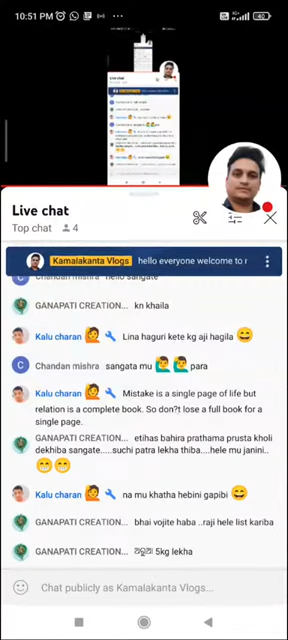 10:51 PM
40
Live chat
Top chat 4
Kamalakanta Vlogs hello everyone welcome to r
Chandan mishra hello sangate
GANAPATI CREATION... kn khaila
Kalu charan Lina haguri kete kg aji hagila
Chandan mishra sangata mu para
Kalu charan Mistake is a single page of life but
relation is a complete book. So don?t lose a full book for a
single page.
GANAPATI CREATION... etihas bahira prathama prusta kholi
dekhiba sangate.....suchi patra lekha thiba....hele mu janini..
Kalu charan na mu khatha hebini gapibi
GANAPATI CREATION... bhai vojite haba ..raji hele list kariba
GANAPATI CREATION... 5kg lekha
Chat publicly as Kamalakanta Vlogs...